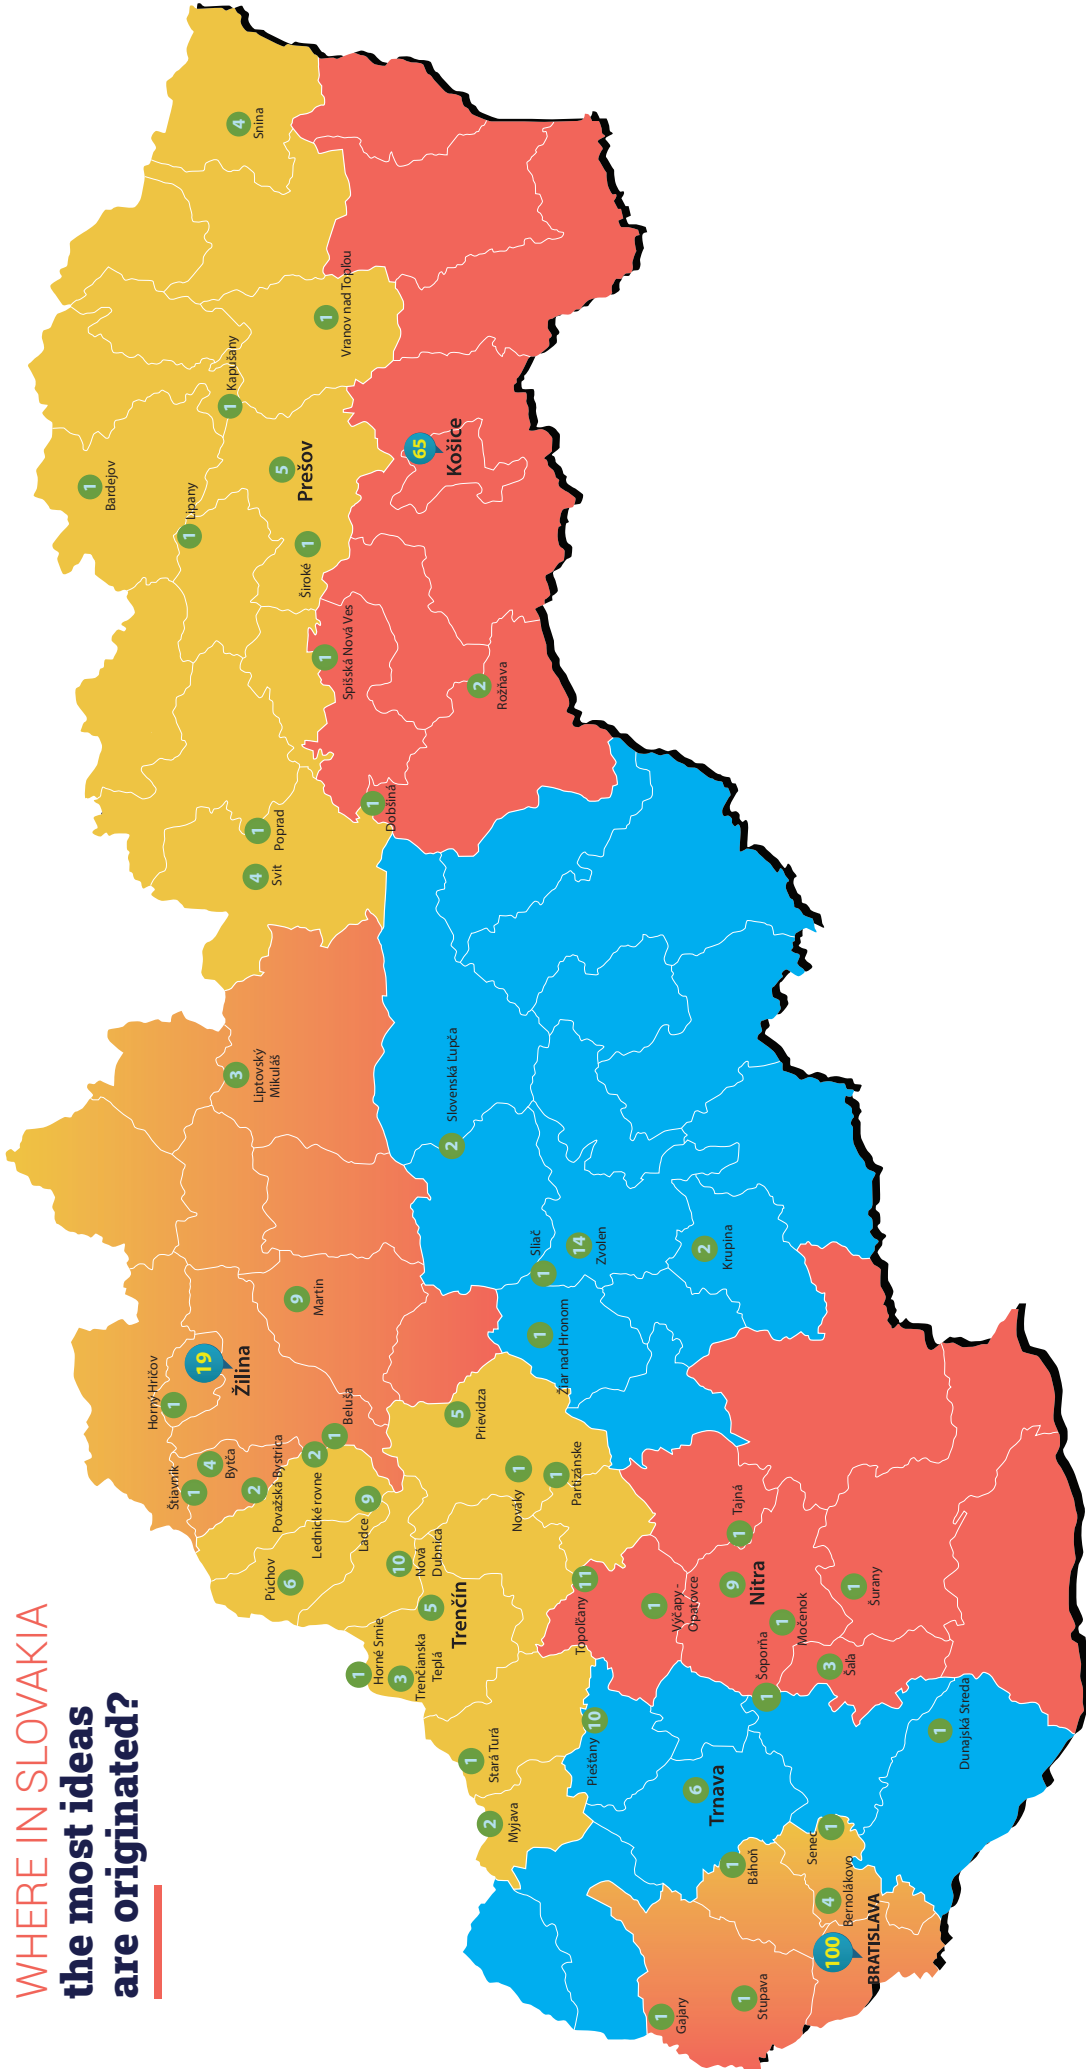 WHERE IN SLOVAKIA
the most ideas
are originated?
1
Gajary
1
Stupava
100
BRATISLAVA
4
Bernolákovo
1
Senec
1
Báhoň
6
Trnava
10
Piešťany
1
Dunajská Streda
2
Myjava
1
Stará Turá
3
Trenčianska
Teplá
1
Horné Srnie
5
Trenčín
10
Nová
Dubnica
6
Púchov
9
Ladce
2
Lednické rovne
1
Beluša
2
Považská Bystrica
1
Štiavnik
4
Bytča
1
Horný Hričov
19
Žilina
9
Martin
3
Liptovský
Mikuláš
5
Prievidza
1
Nováky
1
Partizánske
11
Topoľčany
1
Výčapy -
Opatovce
9
Nitra
1
Tajná
1
Močenok
1
Šoporňa
3
Šaľa
1
Šurany
1
Žiar nad Hronom
1
Sliač
14
Zvolen
2
Krupina
2
Slovenská Ľupča
4
Svit
1
Poprad
1
Dobšiná
2
Rožňava
1
Spišská Nová Ves
1
Široké
1
Lipany
1
Bardejov
5
Prešov
1
Kapušany
65
Košice
1
Vranov nad Topľou
4
Snina